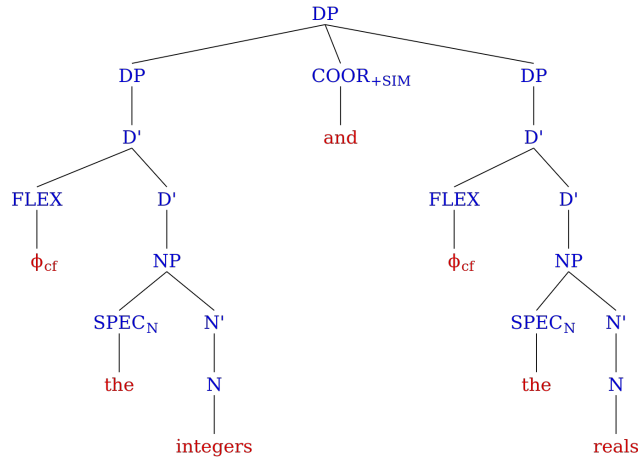 DP
DP COOR+SIM DP
D' and D'
FLEX D' FLEX D'
ϕcf NP ϕcf NP
SPECN N' SPECN N'
the N the N
integers reals